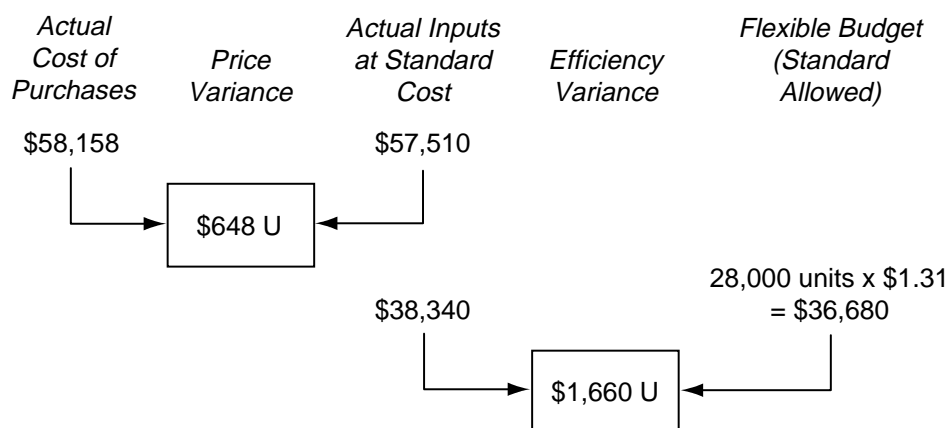 Actual
Cost of
Purchases
Price
Variance
Actual Inputs
at Standard
Cost
Efficiency
Variance
Flexible Budget
(Standard
Allowed)
$58,158
$57,510
$648 U
$38,340
28,000 units x $1.31
= $36,680
$1,660 U